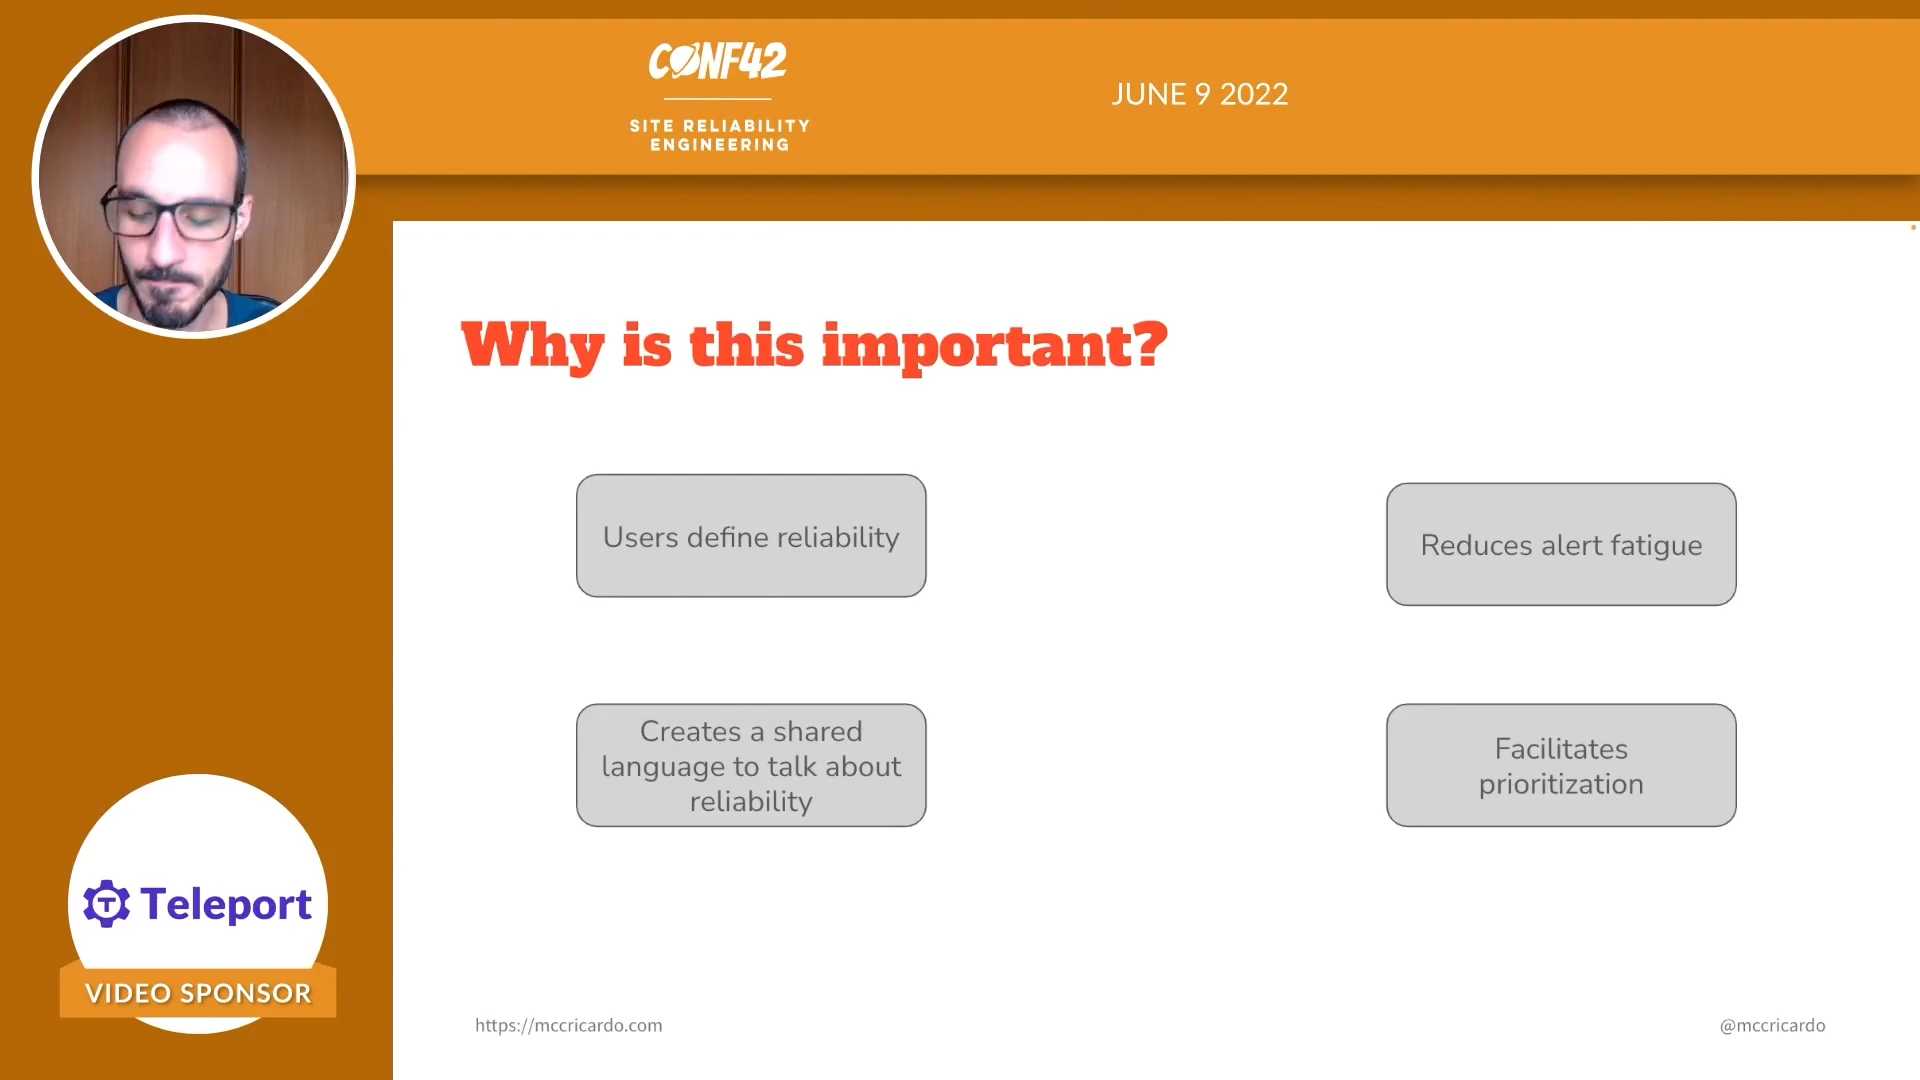 CONF42
SITE RELIABILITY
ENGINEERING
JUNE 9 2022
Why is this important?
Users define reliability
Reduces alert fatigue
Creates a shared
language to talk about
reliability
Facilitates
prioritization
Teleport
VIDEO SPONSOR
https://mccricardo.com
@mccricardo